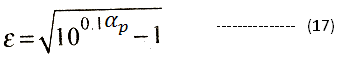 ε = √(10^{0.1α_p} − 1) --------------- (17)